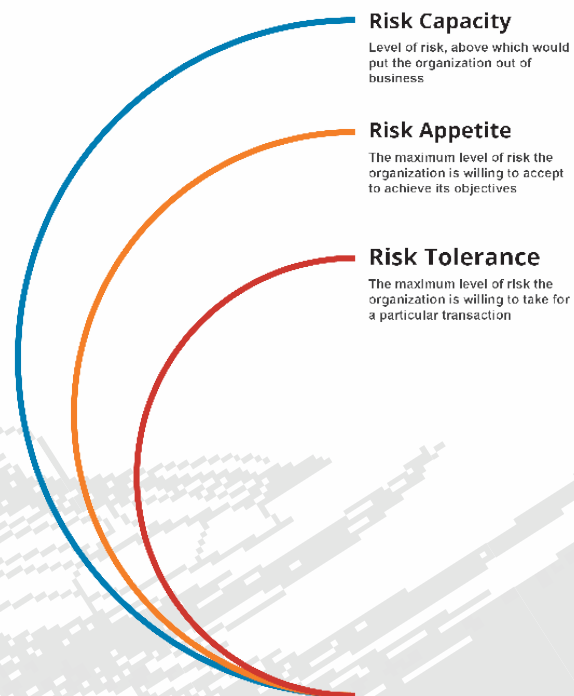 Risk Capacity
Level of risk, above which would
put the organization out of
business
Risk Appetite
The maximum level of risk the
organization is willing to accept
to achieve its objectives
Risk Tolerance
The maximum level of risk the
organization is willing to take for
a particular transaction